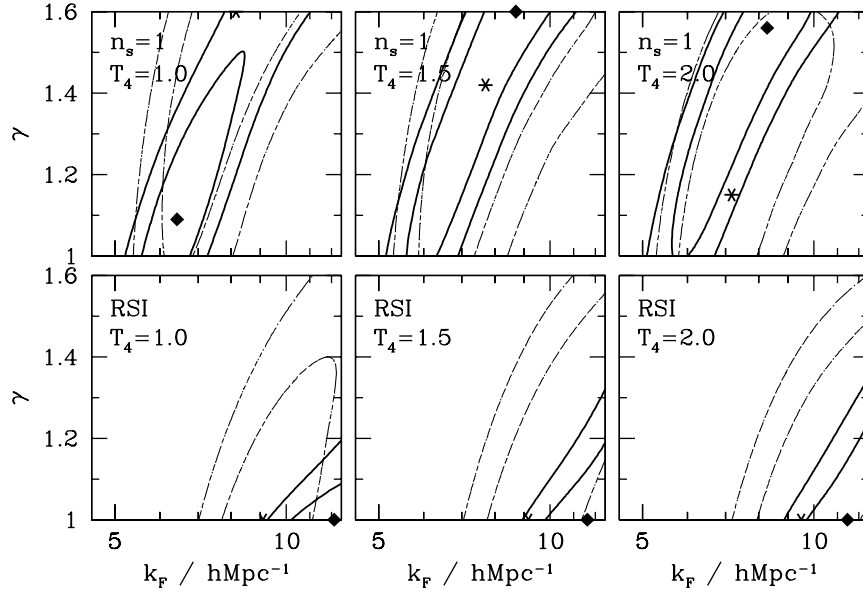 1.6
1.4
1.2
1
γ
n_s=1
T_4=1.0
n_s=1
T_4=1.5
n_s=1
T_4=2.0
1.6
1.4
1.2
1
γ
RSI
T_4=1.0
RSI
T_4=1.5
RSI
T_4=2.0
5 10
5 10
5 10
k_F / hMpc⁻¹
k_F / hMpc⁻¹
k_F / hMpc⁻¹